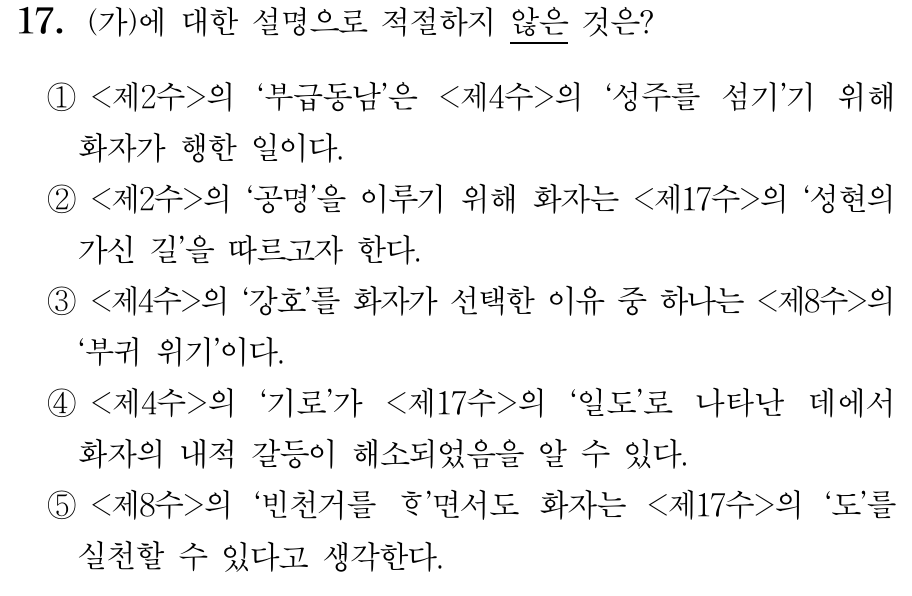 17. (가)에 대한 설명으로 적절하지 않은 것은?
① <제2수>의 ‘부급동남’은 <제4수>의 ‘성주를 섬기’기 위해
화자가 행한 일이다.
② <제2수>의 ‘공명’을 이루기 위해 화자는 <제17수>의 ‘성현의
가신 길’을 따르고자 한다.
③ <제4수>의 ‘강호’를 화자가 선택한 이유 중 하나는 <제8수>의
‘부귀 위기’이다.
④ <제4수>의 ‘기로’가 <제17수>의 ‘일도’로 나타난 데에서
화자의 내적 갈등이 해소되었음을 알 수 있다.
⑤ <제8수>의 ‘빈천거를 ᄒᆞ’면서도 화자는 <제17수>의 ‘도’를
실천할 수 있다고 생각한다.